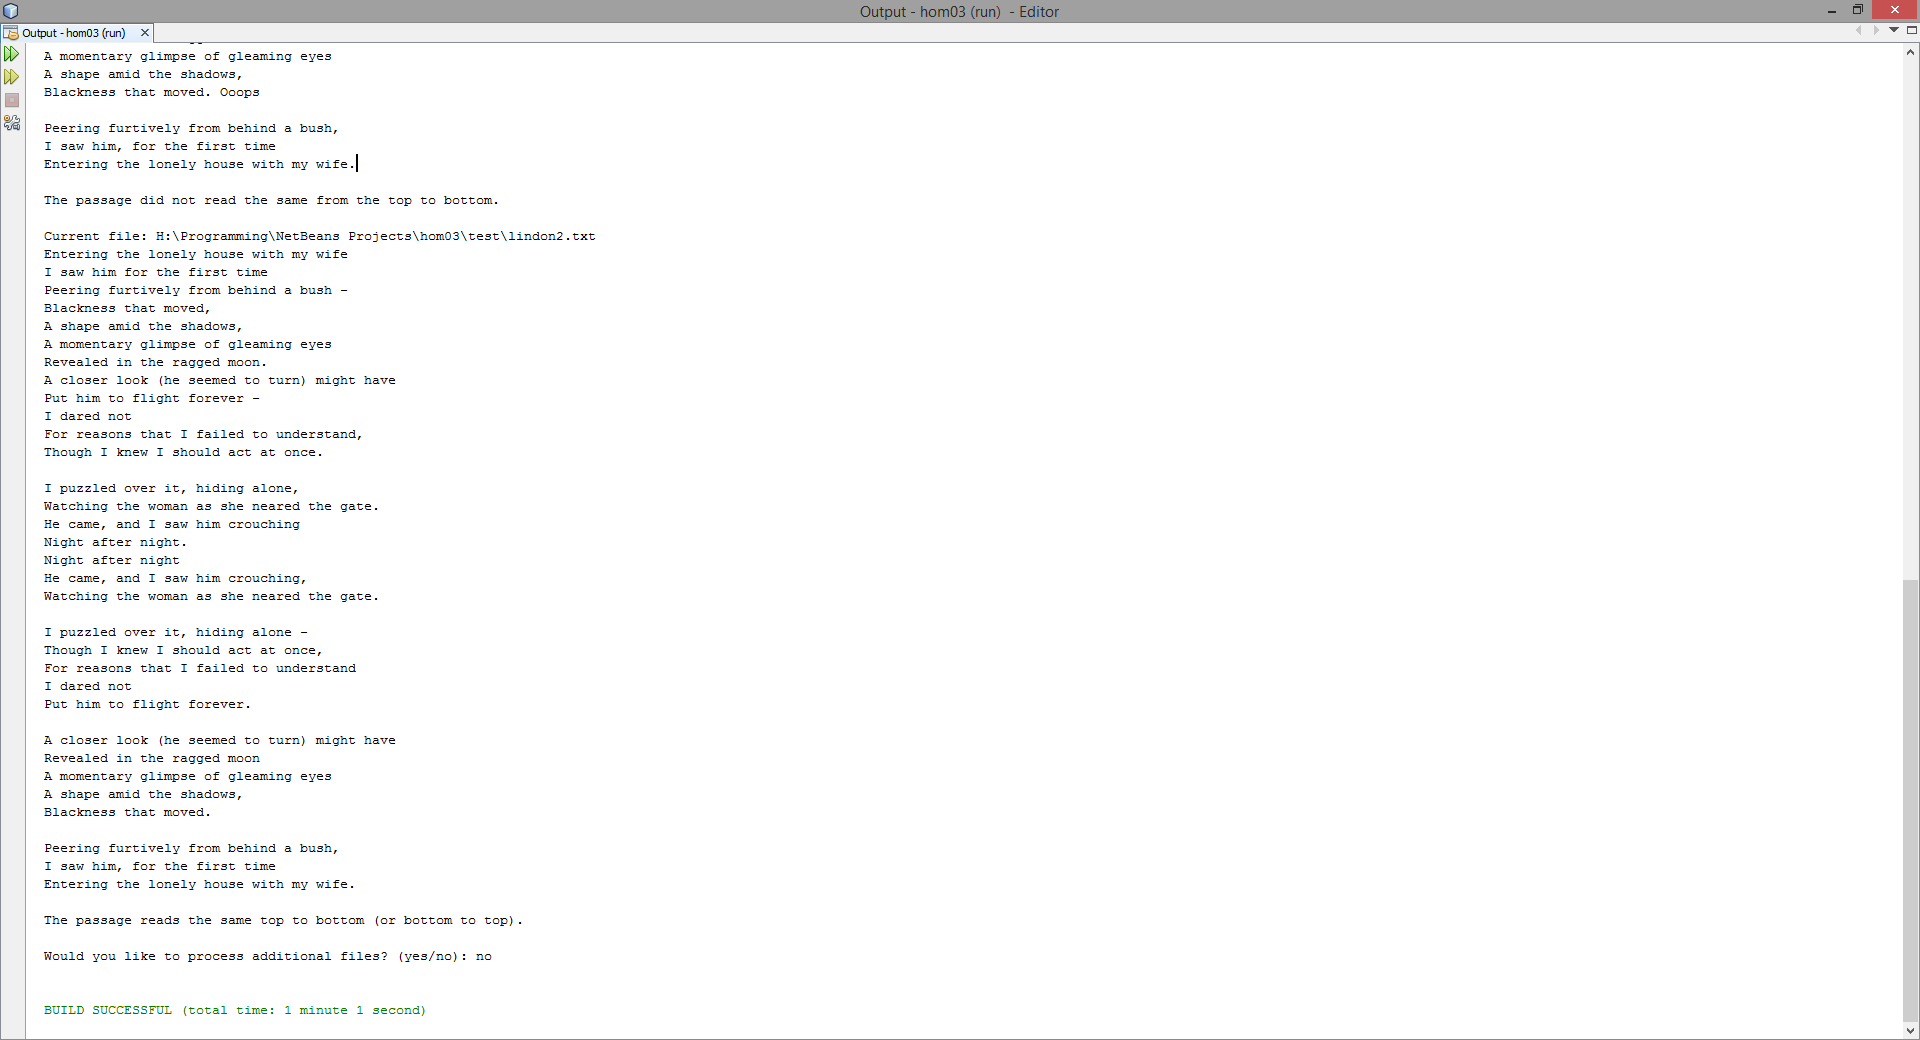 Output - hom03 (run) - Editor
Output - hom03 (run)
A momentary glimpse of gleaming eyes
A shape amid the shadows,
Blackness that moved. Ooops

Peering furtively from behind a bush,
I saw him, for the first time
Entering the lonely house with my wife.

The passage did not read the same from the top to bottom.

Current file: H:\Programming\NetBeans Projects\hom03\test\lindon2.txt
Entering the lonely house with my wife
I saw him for the first time
Peering furtively from behind a bush -
Blackness that moved,
A shape amid the shadows,
A momentary glimpse of gleaming eyes
Revealed in the ragged moon.
A closer look (he seemed to turn) might have
Put him to flight forever -
I dared not
For reasons that I failed to understand,
Though I knew I should act at once.

I puzzled over it, hiding alone,
Watching the woman as she neared the gate.
He came, and I saw him crouching
Night after night.
Night after night
He came, and I saw him crouching,
Watching the woman as she neared the gate.

I puzzled over it, hiding alone -
Though I knew I should act at once,
For reasons that I failed to understand
I dared not
Put him to flight forever.

A closer look (he seemed to turn) might have
Revealed in the ragged moon
A momentary glimpse of gleaming eyes
A shape amid the shadows,
Blackness that moved.

Peering furtively from behind a bush,
I saw him, for the first time
Entering the lonely house with my wife.

The passage reads the same top to bottom (or bottom to top).

Would you like to process additional files? (yes/no): no

BUILD SUCCESSFUL (total time: 1 minute 1 second)